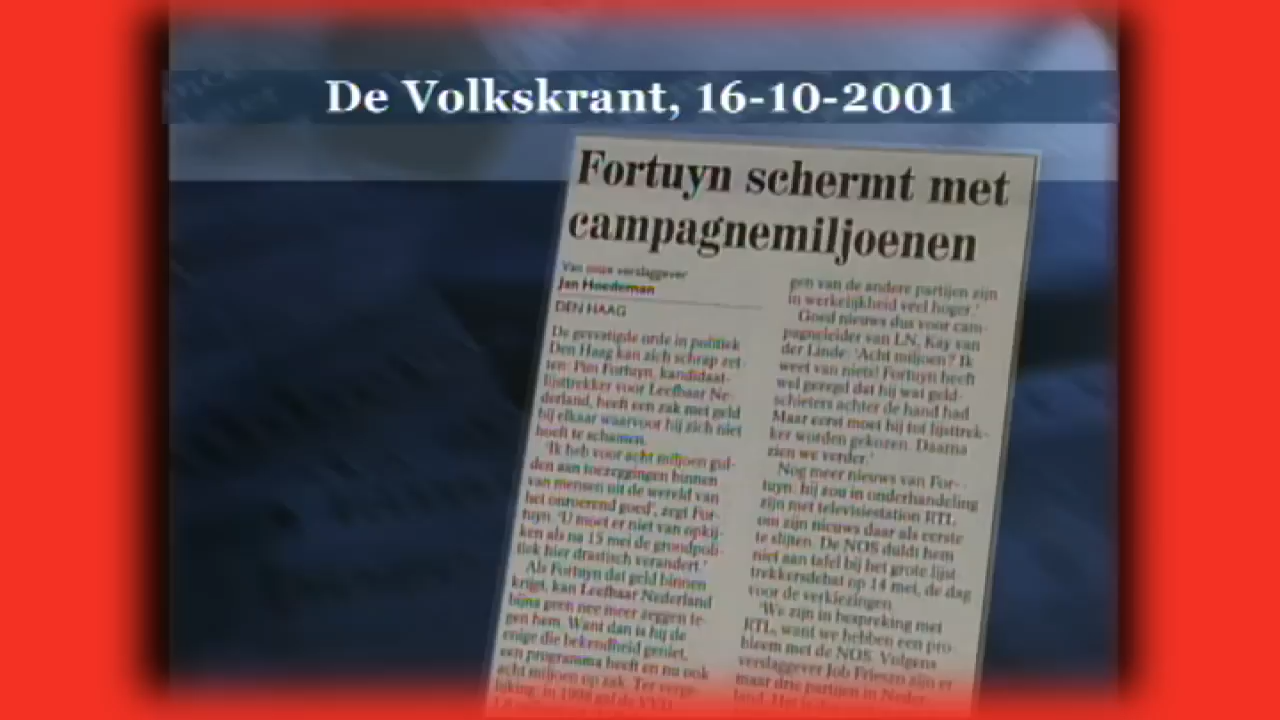 De Volkskrant, 16-10-2001
Fortuyn schermt met
campagnemiljoenen
Van onze verslaggever
Jan Hoedeman
DEN HAAG
De gevestigde orde in politiek
Den Haag kan zich schrap zet-
ten: Pim Fortuyn, kandidaat-
lijsttrekker voor Leefbaar Ne-
derland, heeft een zak met geld
bij elkaar waarvoor hij zich niet
hoeft te schamen.
'Ik heb voor acht miljoen gul-
den aan toezeggingen binnen
van mensen uit de wereld van
het onroerend goed', zegt For-
tuyn. 'U moet er niet van opkij-
ken als na 15 mei de grondpoli-
tiek hier drastisch verandert.'
Als Fortuyn dat geld binnen
krijgt, kan Leefbaar Nederland
bijna geen nee meer zeggen te-
gen hem. Want dan is hij de
enige die bekendheid geniet,
een programma heeft en nu ook
acht miljoen op zak. Ter verge-
lijking, in 1998 gaf de VVD
gen van de andere partijen zijn
in werkelijkheid veel hoger.'
Goed nieuws dus voor cam-
pagneleider van LN, Kay van
der Linde: 'Acht miljoen? Ik
weet van niets! Fortuyn heeft
wel gezegd dat hij wat geld-
schieters achter de hand had.
Maar eerst moet hij tot lijsttrek-
ker worden gekozen. Daarna
zien we verder.'
Nog meer nieuws van For-
tuyn: hij zou in onderhandeling
zijn met televisiestation RTL
om zijn nieuws daar als eerste
te slijten. De NOS duldt hem
niet aan tafel bij het grote lijst-
trekkersdebat op 14 mei, de dag
voor de verkiezingen.
'We zijn in bespreking met
RTL, want we hebben een pro-
bleem met de NOS. Volgens
verslaggever Job Frieszo zijn er
maar drie partijen in Neder-
land.